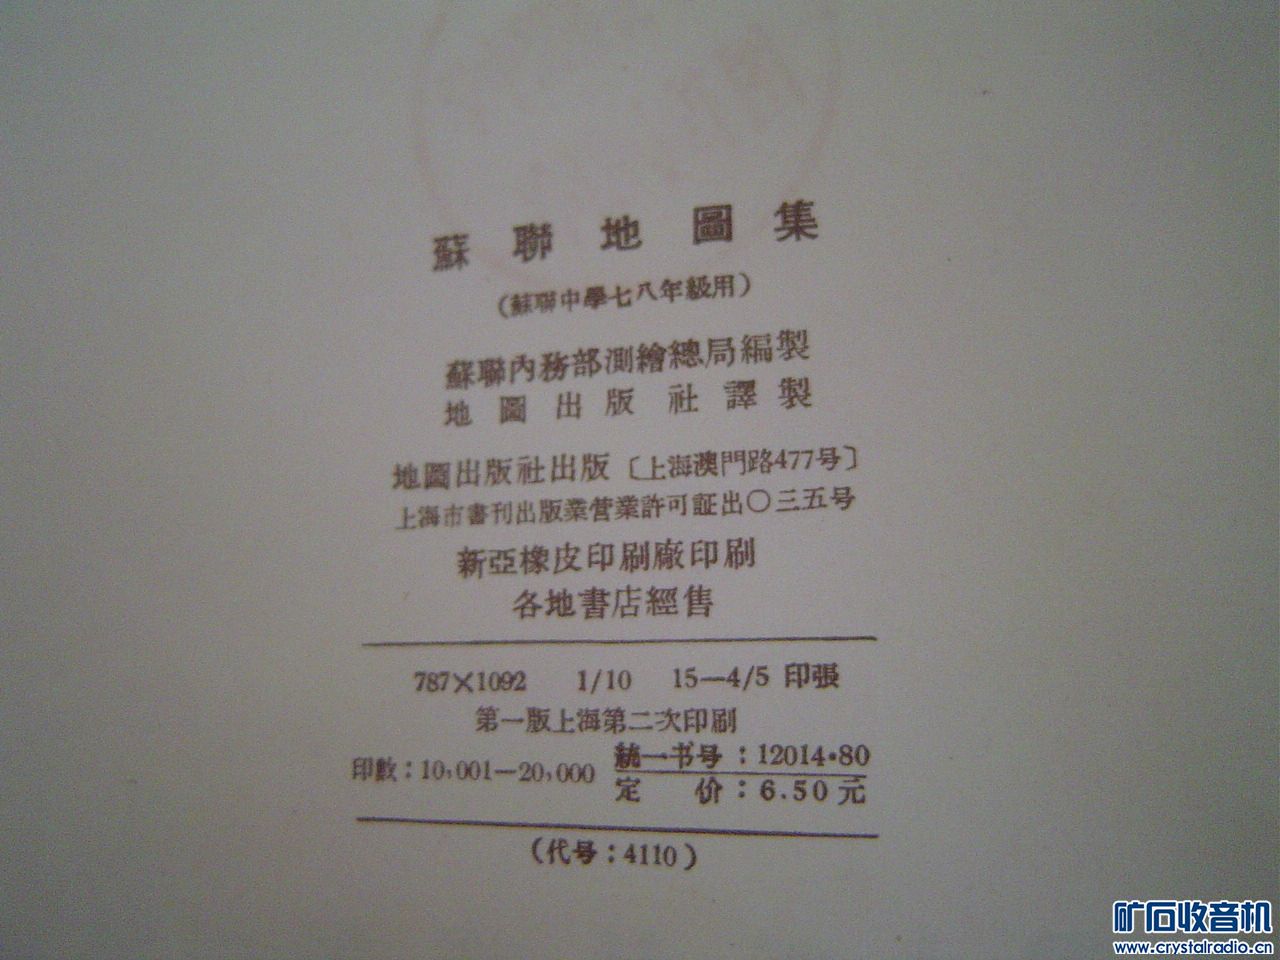 蘇聯地圖集
（蘇聯中學七八年級用）
蘇聯內務部測繪總局編製
地圖出版社譯製
地圖出版社出版〔上海澳門路477号〕
上海市書刊出版業营業許可証出〇三五号
新亞橡皮印刷廠印刷
各地書店經售
787×1092 1/10 15—4/5 印張
第一版上海第二次印刷
印數：10,001—20,000
統一书号：12014·80
定价：6.50元
（代号：4110）
矿石收音机
www.crystalradio.cn